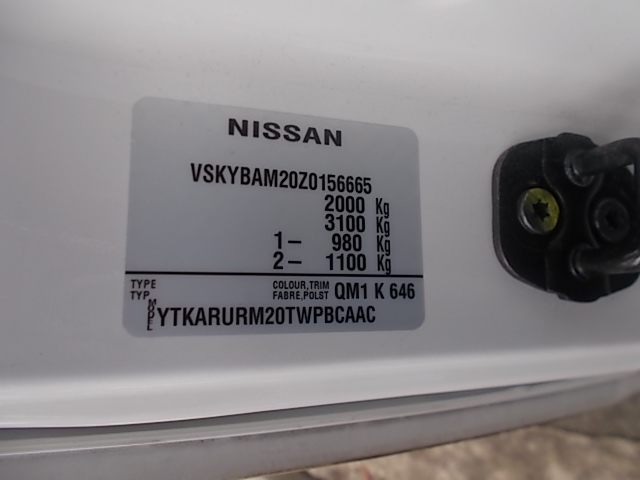 NISSAN
VSKYBAM20Z0156665
2000 Kg
3100 Kg
1– 980 Kg
2– 1100 Kg
TYPE COLOUR,TRIM
TYP FABRE,POLST QM1 K 646
MODEL YTKARURM20TWPBCAAC